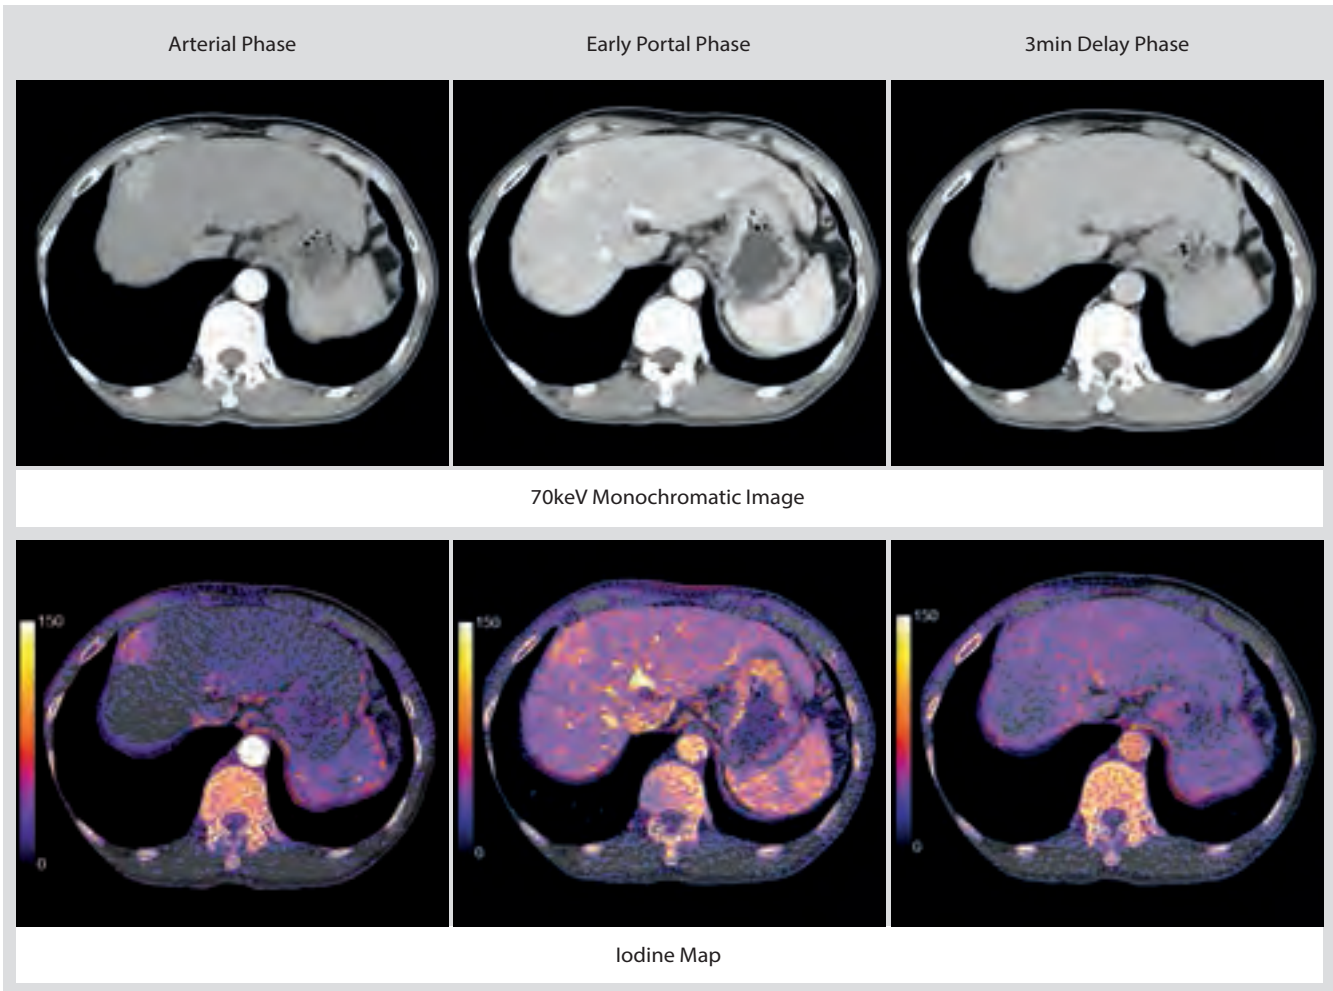 Arterial Phase
Early Portal Phase
3min Delay Phase
70keV Monochromatic Image
150
0
150
0
150
0
Iodine Map